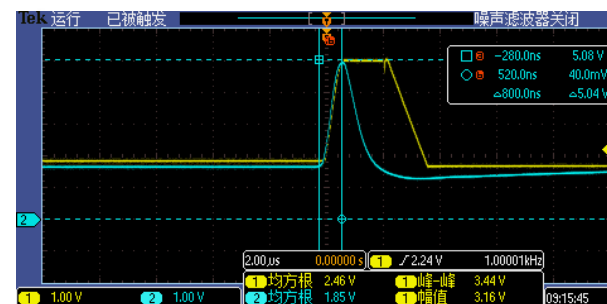 Tek 运行 已被触发 噪声滤波器关闭
-280.0ns 5.08 V
520.0ns 40.0mV
△800.0ns △5.04 V
2
2.00us 0.00000 s 1 2.24 V 1.00001kHz
1 均方根 2.46 V 1 峰-峰 3.44 V
1 1.00 V 2 1.00 V 2 均方根 1.85 V 1 幅值 3.16 V 09:15:45